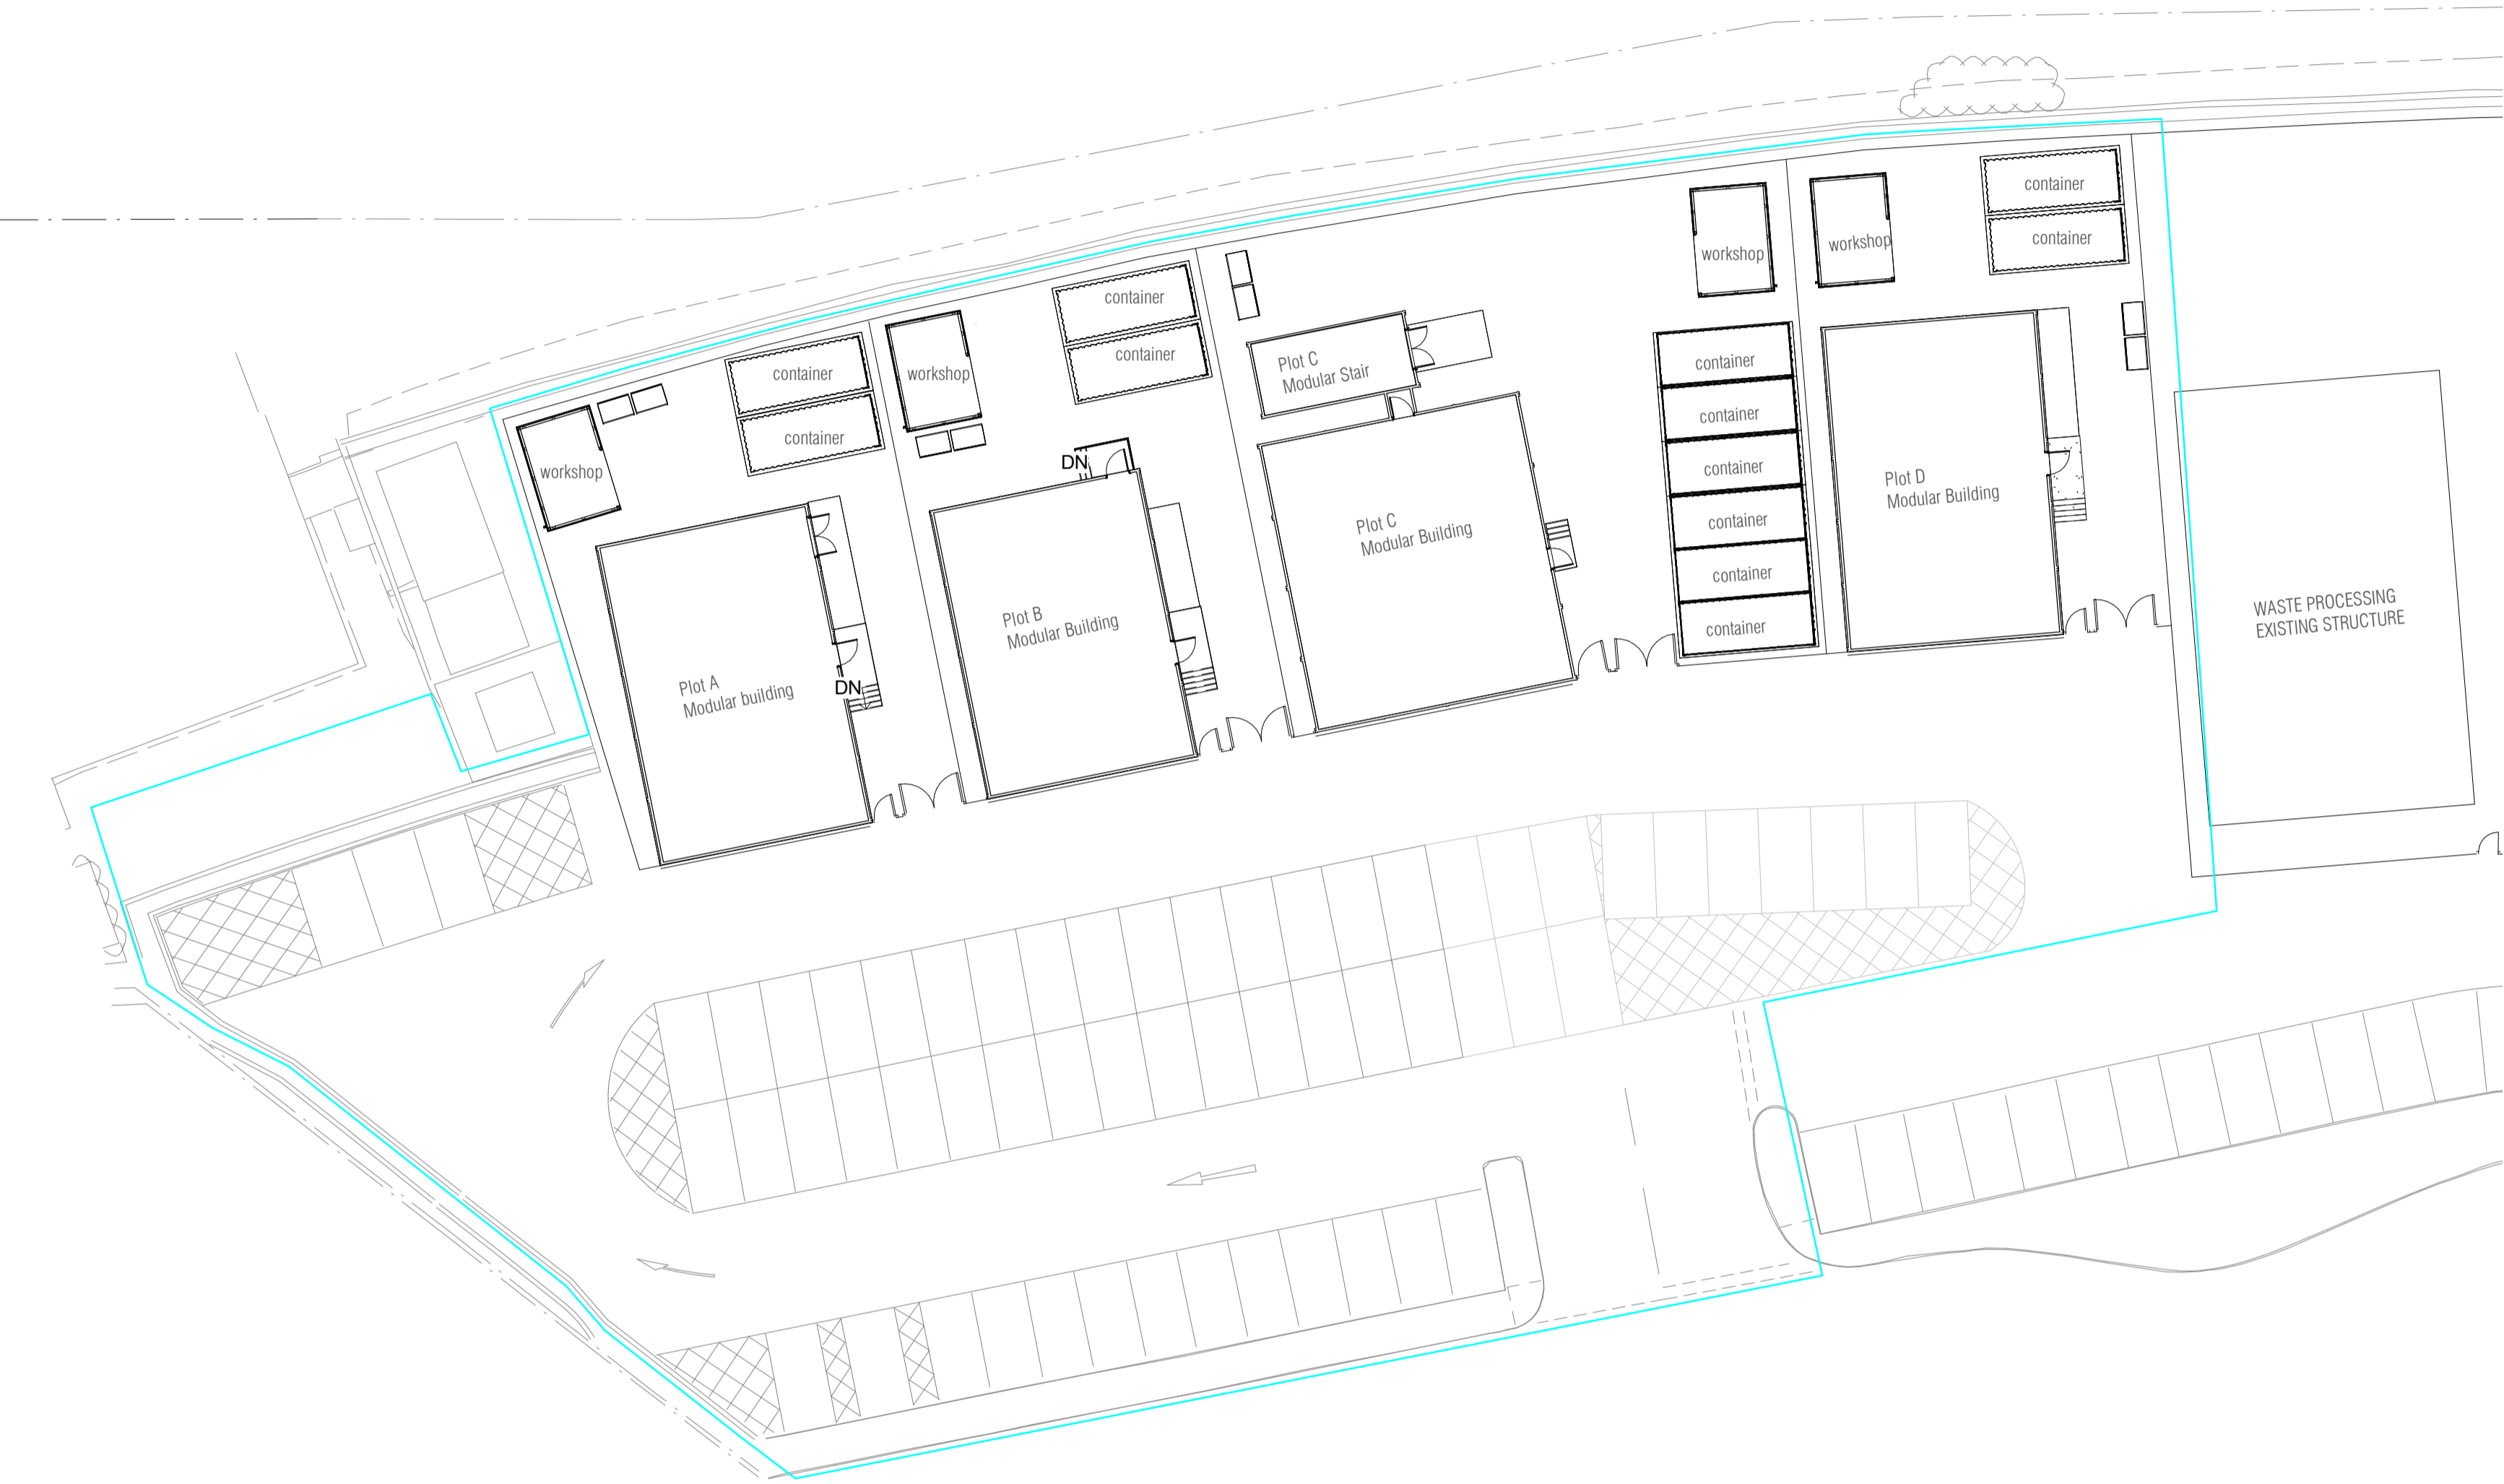 container
container
workshop
workshop
container
container
workshop
container
container
container
container
workshop
DN
Plot C
Modular Stair
container
container
container
container
container
container
Plot D
Modular Building
Plot C
Modular Building
Plot B
Modular Building
Plot A
Modular building
DN
WASTE PROCESSING
EXISTING STRUCTURE